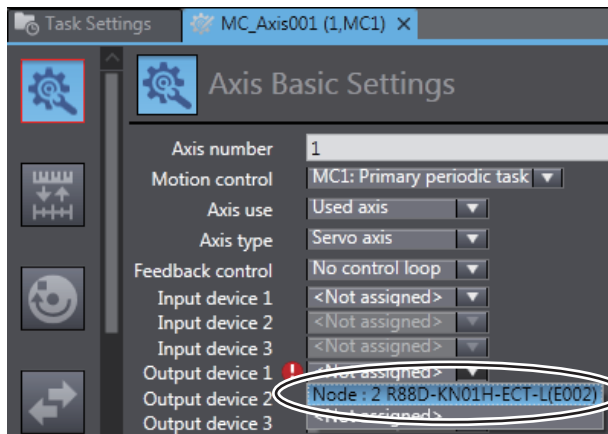 Task Settings
MC_Axis001 (1,MC1)
Axis Basic Settings
Axis number 1
Motion control MC1: Primary periodic task
Axis use Used axis
Axis type Servo axis
Feedback control No control loop
Input device 1 <Not assigned>
Input device 2 <Not assigned>
Input device 3 <Not assigned>
Output device 1 <Not assigned>
Output device 2 Node : 2 R88D-KN01H-ECT-L(E002)
Output device 3 <Not assigned>